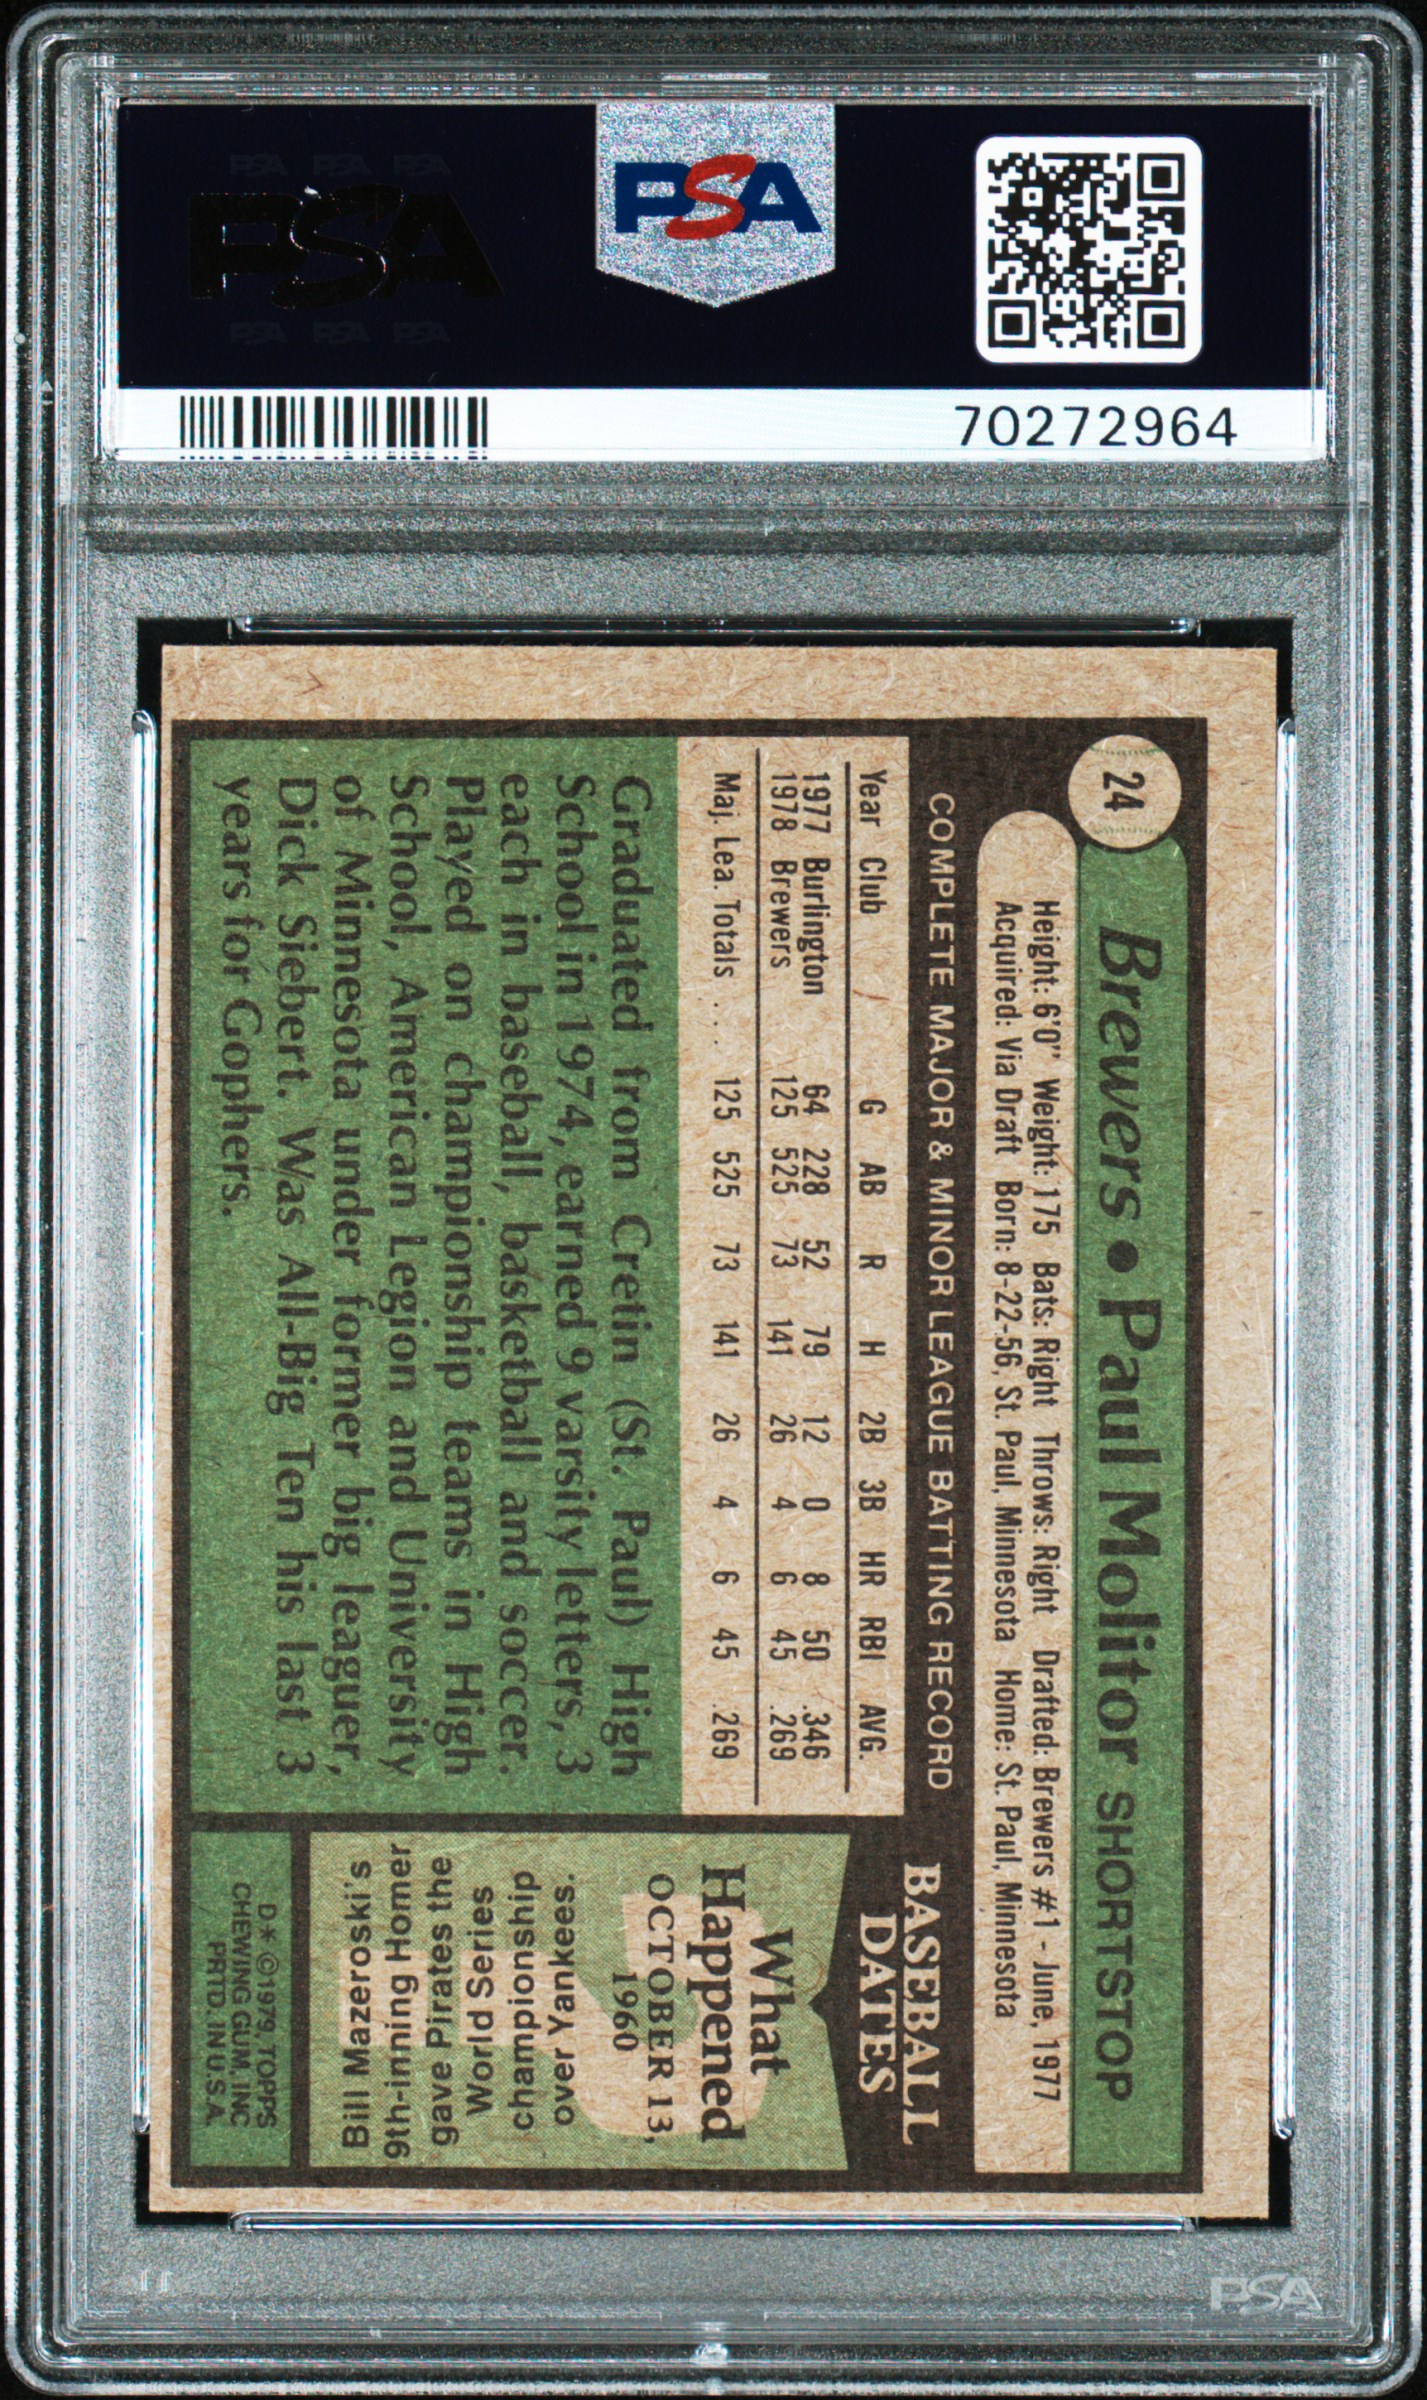 PSA PSA PSA
PSA
PSA PSA PSA
PSA
70272964
24
Brewers • Paul Molitor SHORTSTOP
Height: 6'0" Weight: 175 Bats: Right Throws: Right Drafted: Brewers #1 - June, 1977
Acquired: Via Draft Born: 8-22-56, St. Paul, Minnesota Home: St. Paul, Minnesota
COMPLETE MAJOR & MINOR LEAGUE BATTING RECORD
Year Club G AB R H 2B 3B HR RBI AVG.
1977 Burlington 64 228 52 79 12 0 8 50 .346
1978 Brewers 125 525 73 141 26 4 6 45 .269
Maj. Lea. Totals .... 125 525 73 141 26 4 6 45 .269
Graduated from Cretin (St. Paul) High
School in 1974, earned 9 varsity letters, 3
each in baseball, basketball and soccer.
Played on championship teams in High
School, American Legion and University
of Minnesota under former big leaguer,
Dick Siebert. Was All-Big Ten his last 3
years for Gophers.
BASEBALL
DATES
What
Happened
OCTOBER 13,
1960
Bill Mazeroski's
9th-inning Homer
gave Pirates the
World Series
championship
over Yankees.
D* ©1979, TOPPS
CHEWING GUM, INC
PRTD. IN U.S.A.
PSA